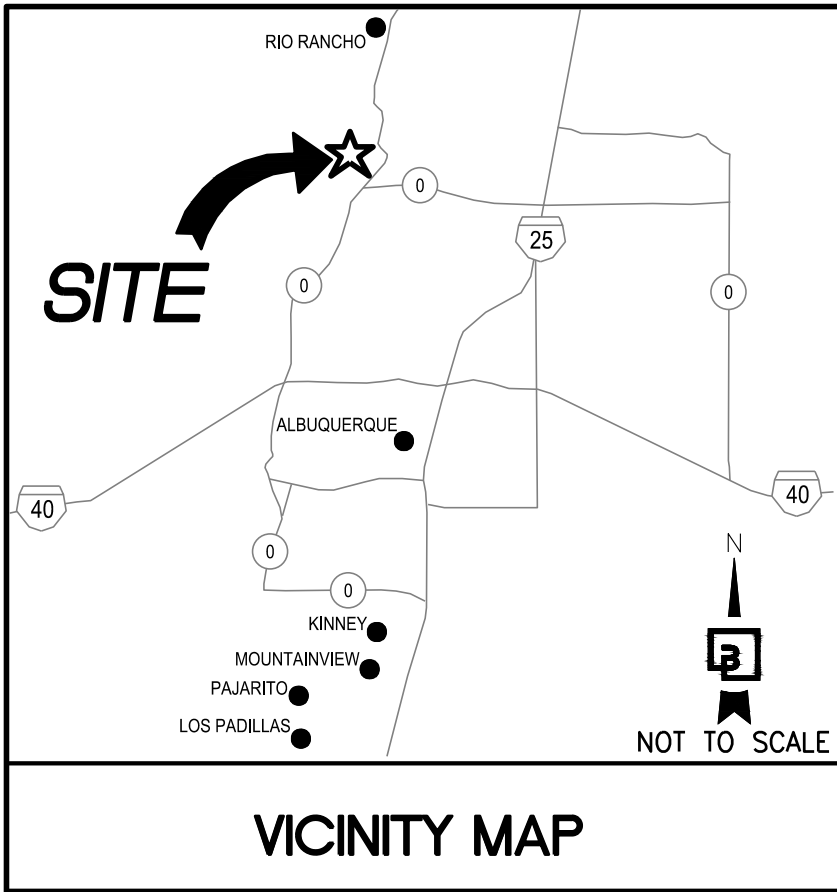 RIO RANCHO
0
25
SITE
0
0
ALBUQUERQUE
40
40
0
N
0
KINNEY
B
MOUNTAINVIEW
PAJARITO
LOS PADILLAS
NOT TO SCALE
VICINITY MAP